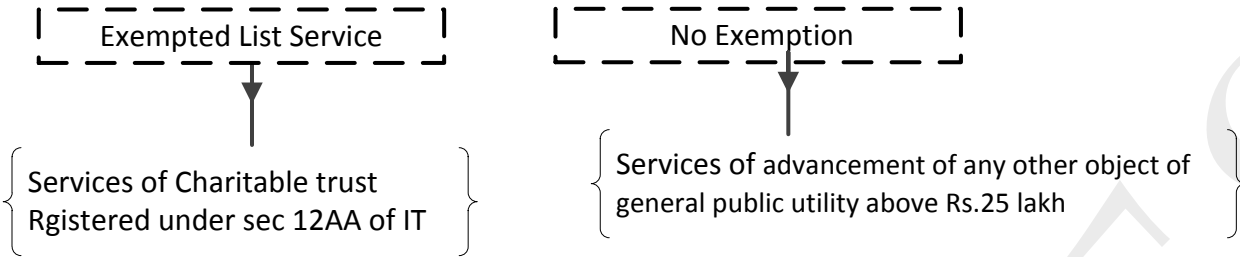 Exempted List Service
No Exemption
Services of Charitable trust
Rgistered under sec 12AA of IT
Services of advancement of any other object of
general public utility above Rs.25 lakh